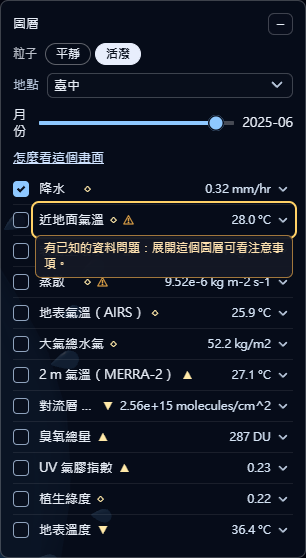 圖層
粒子 平靜 活潑
地點 臺中
月份 2025-06
怎麼看這個畫面
降水 0.32 mm/hr
近地面氣溫 28.0 °C
有已知的資料問題：展開這個圖層可看注意事
項。
蒸散 9.52e-6 kg m-2 s-1
地表氣溫（AIRS） 25.9 °C
大氣總水氣 52.2 kg/m2
2 m 氣溫（MERRA-2） 27.1 °C
對流層 ... 2.56e+15 molecules/cm^2
臭氧總量 287 DU
UV 氣膠指數 0.23
植生綠度 0.22
地表溫度 36.4 °C